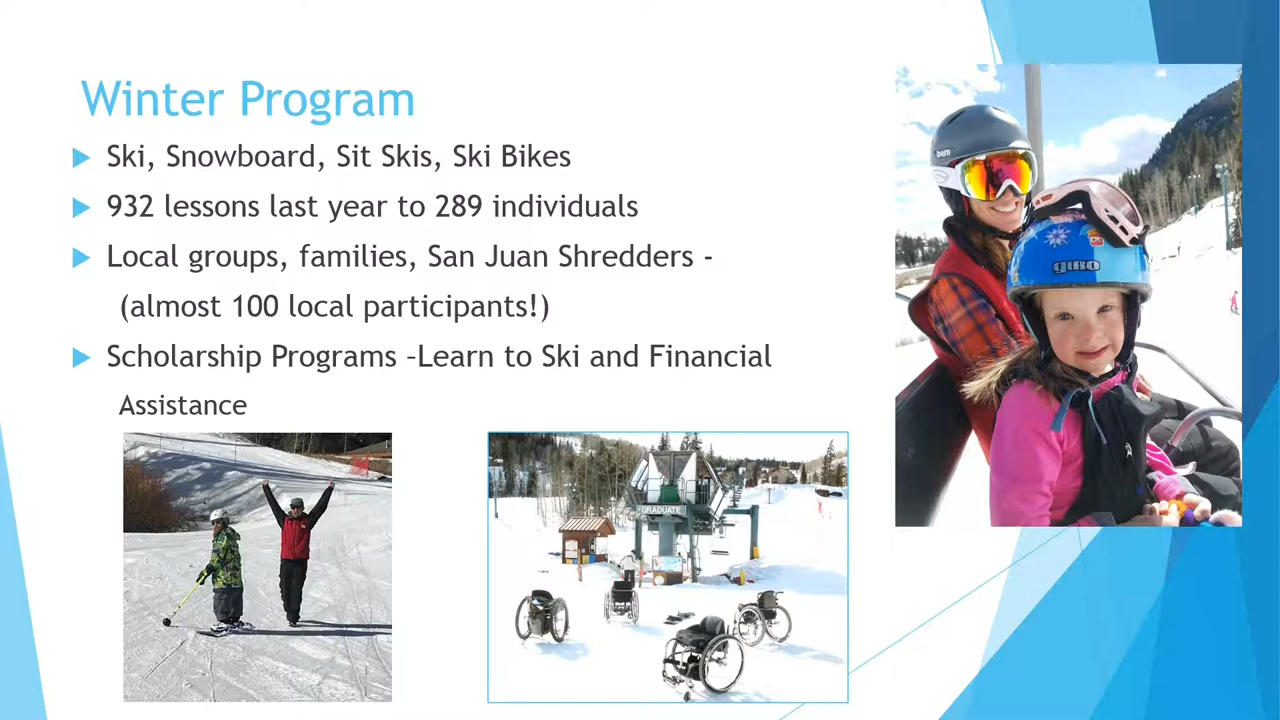 Winter Program
Ski, Snowboard, Sit Skis, Ski Bikes
932 lessons last year to 289 individuals
Local groups, families, San Juan Shredders -
(almost 100 local participants!)
Scholarship Programs –Learn to Ski and Financial
Assistance
bern
GIRO
GRADUATE